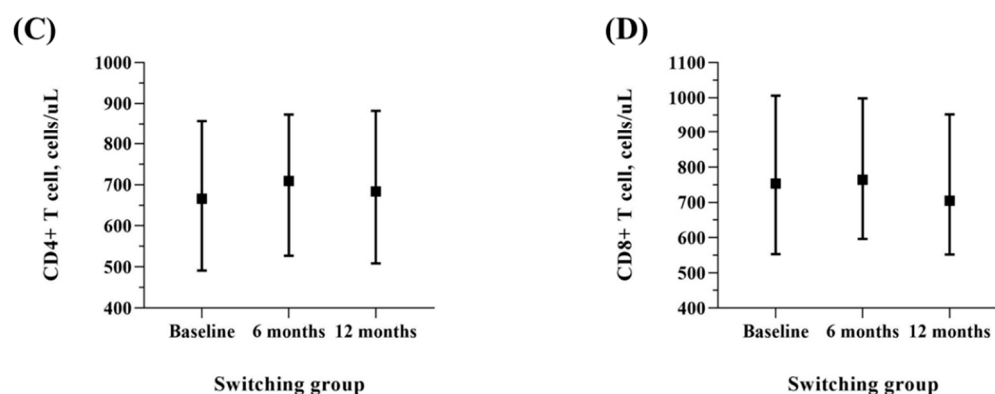 (C)
CD4+ T cell, cells/uL
1000
900
800
700
600
500
400
Baseline 6 months 12 months
Switching group
(D)
CD8+ T cell, cells/uL
1100
1000
900
800
700
600
500
400
Baseline 6 months 12 months
Switching group